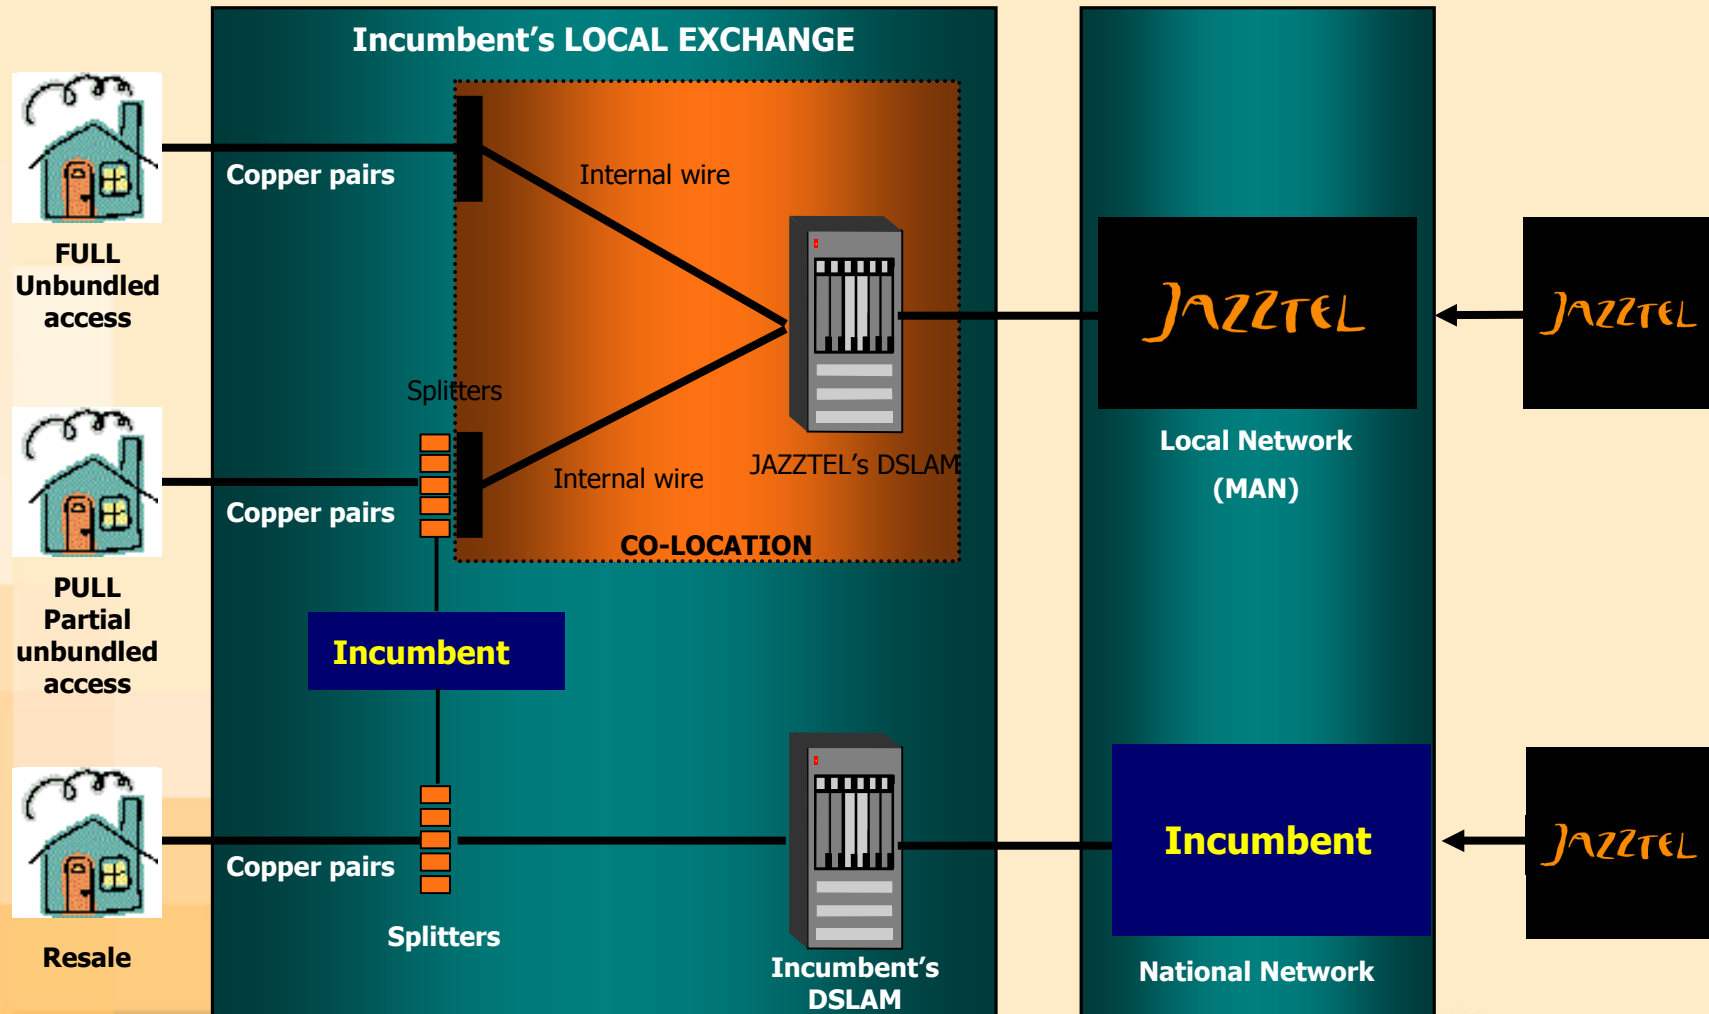 Incumbent's LOCAL EXCHANGE
Copper pairs
Internal wire
FULL
Unbundled
access
JAZZTEL
JAZZTEL
Splitters
Local Network
(MAN)
JAZZTEL's DSLAM
Internal wire
Copper pairs
CO-LOCATION
PULL
Partial
unbundled
access
Incumbent
Incumbent
JAZZTEL
Copper pairs
Splitters
Resale
Incumbent's
DSLAM
National Network